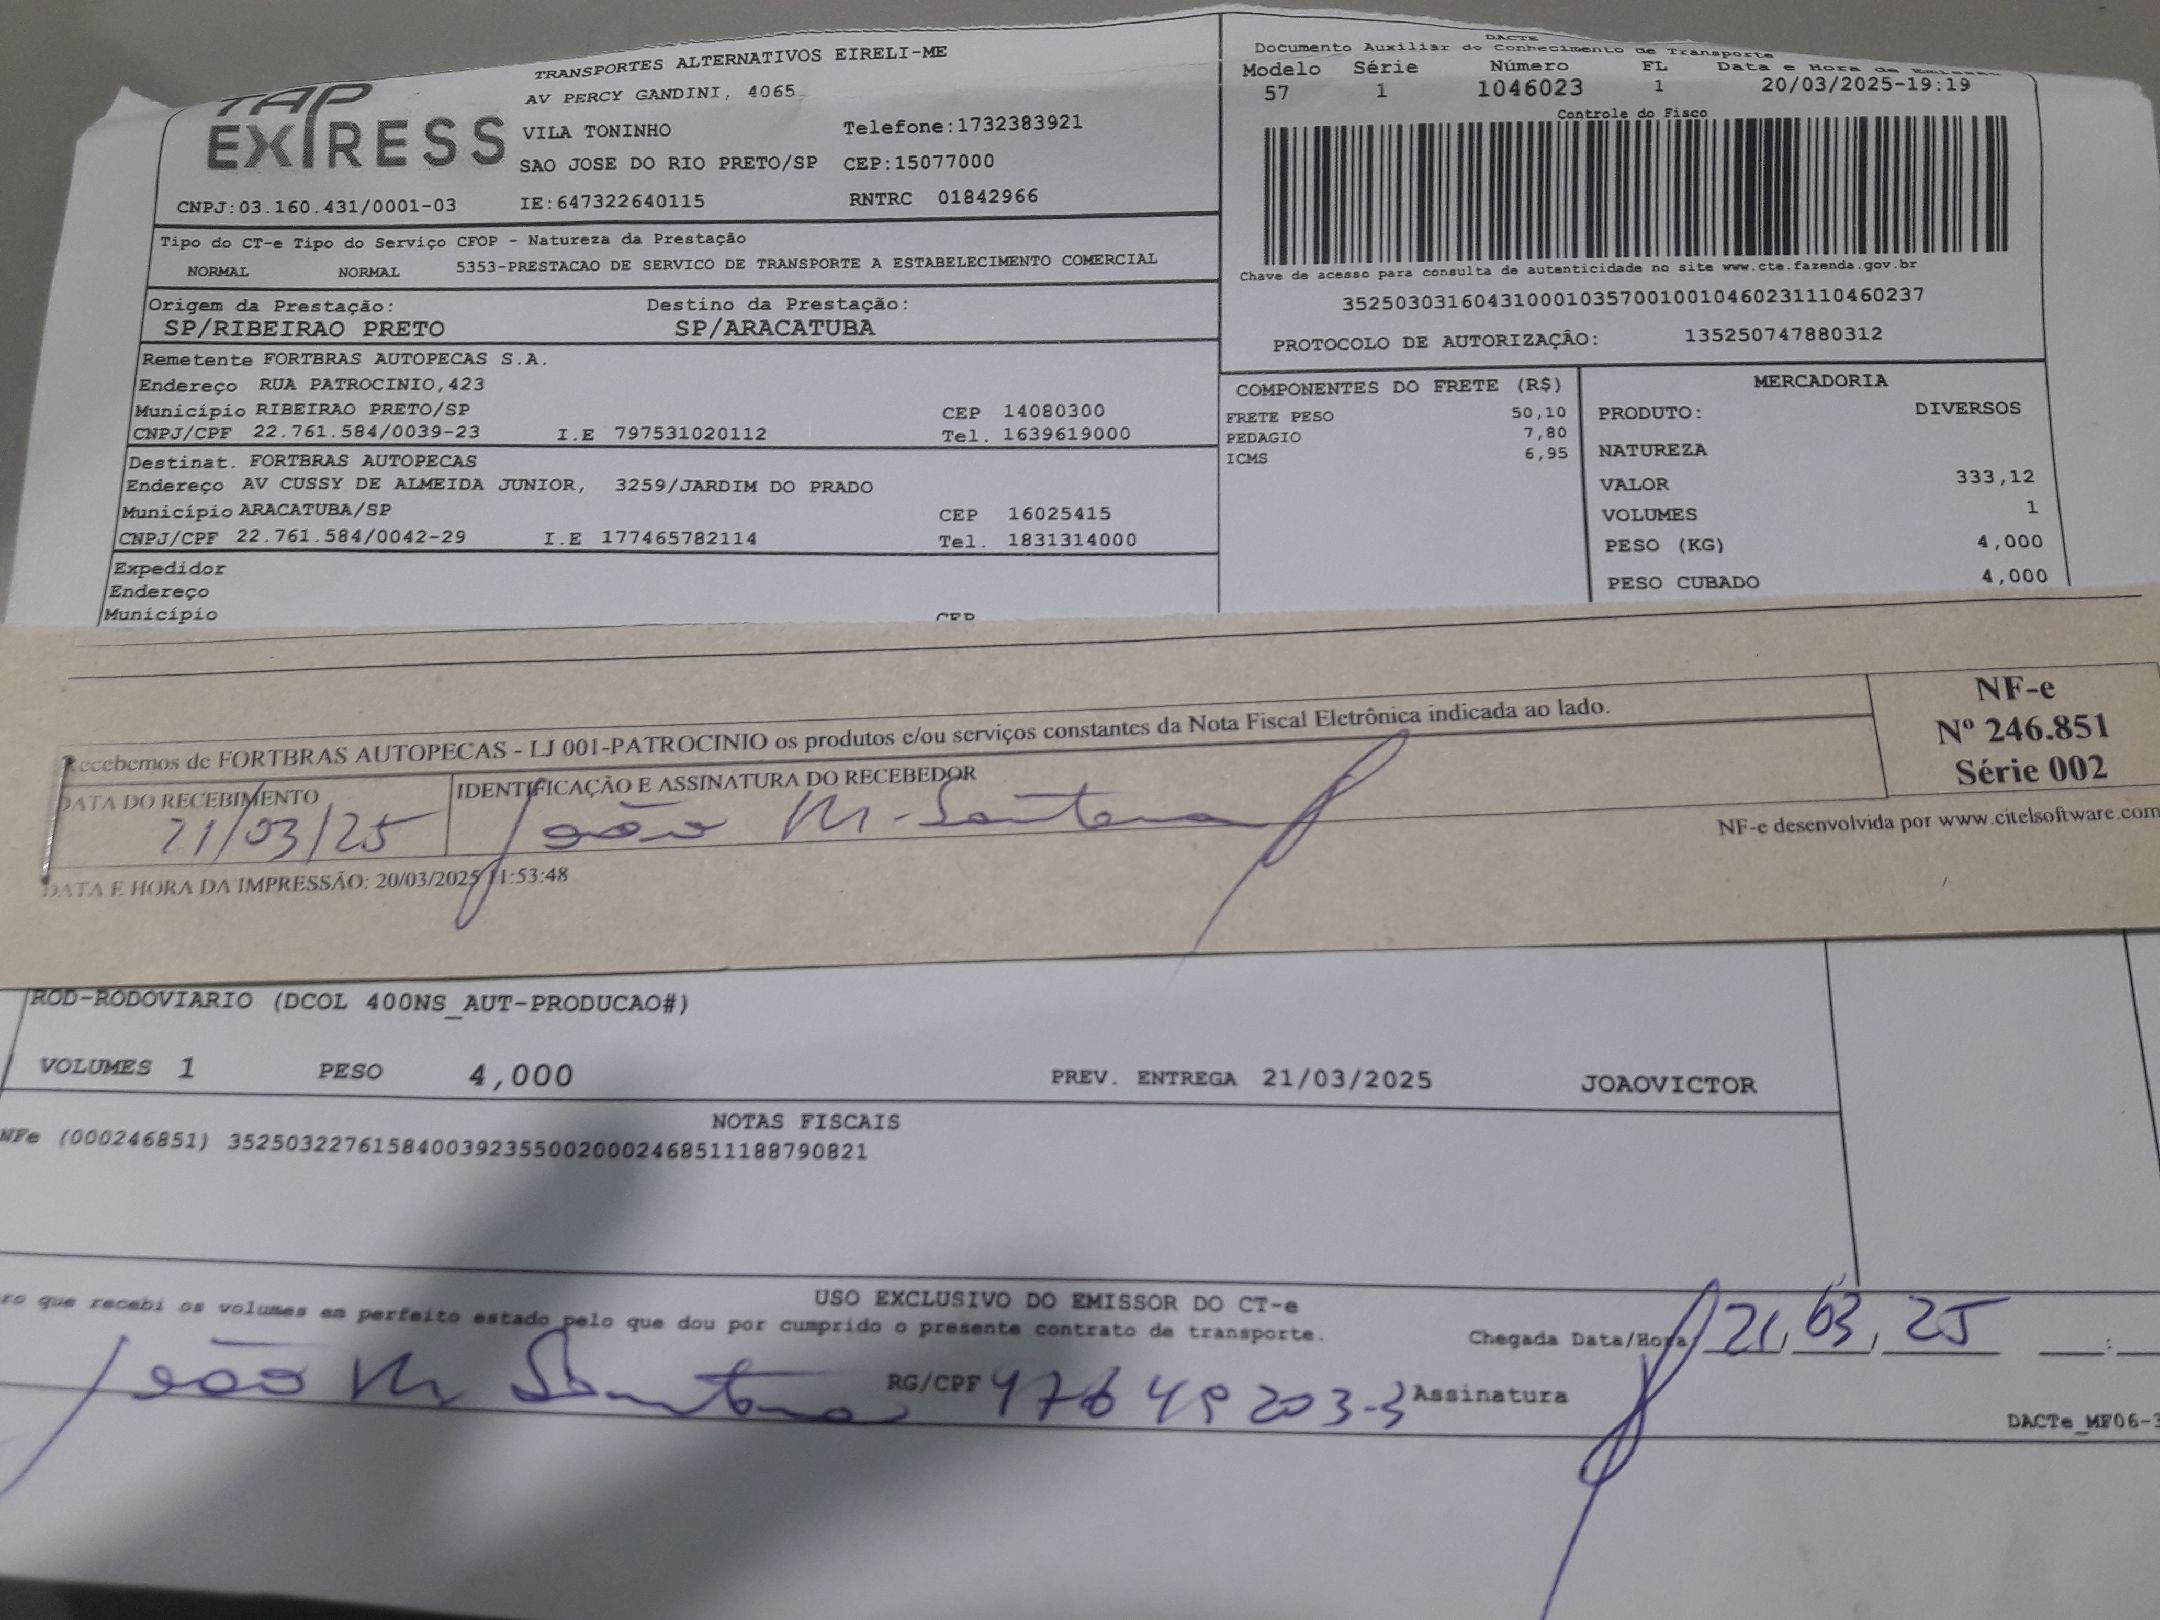 TRANSPORTES ALTERNATIVOS EIRELI-ME
AV PERCY GANDINI, 4065
TAP
EXPRESS
VILA TONINHO Telefone:1732383921
SAO JOSE DO RIO PRETO/SP CEP:15077000
CNPJ:03.160.431/0001-03 IE:647322640115 RNTRC 01842966
DACTE
Documento Auxiliar do Conhecimento de Transporte
Modelo Série Número FL Data e Hora de Emissao
57 1 1046023 1 20/03/2025-19:19
Controle do Fisco
Chave de acesso para consulta de autenticidade no site www.cte.fazenda.gov.br
35250303160431000103570010010460231110460237
PROTOCOLO DE AUTORIZAÇÂO: 135250747880312
Tipo do CT-e Tipo do Serviço CFOP - Natureza da Prestação
NORMAL NORMAL 5353-PRESTACAO DE SERVICO DE TRANSPORTE A ESTABELECIMENTO COMERCIAL
Origem da Prestação: Destino da Prestação:
SP/RIBEIRAO PRETO SP/ARACATUBA
Remetente FORTBRAS AUTOPECAS S.A.
Endereço RUA PATROCINIO,423
Município RIBEIRAO PRETO/SP CEP 14080300
CNPJ/CPF 22.761.584/0039-23 I.E 797531020112 Tel. 1639619000
Destinat. FORTBRAS AUTOPECAS
Endereço AV CUSSY DE ALMEIDA JUNIOR, 3259/JARDIM DO PRADO
Município ARACATUBA/SP CEP 16025415
CNPJ/CPF 22.761.584/0042-29 I.E 177465782114 Tel. 1831314000
Expedidor
Endereço
Município CEP
COMPONENTES DO FRETE (R$)
FRETE PESO 50,10
PEDAGIO 7,80
ICMS 6,95
MERCADORIA
PRODUTO: DIVERSOS
NATUREZA
VALOR 333,12
VOLUMES 1
PESO (KG) 4,000
PESO CUBADO 4,000
Recebemos de FORTBRAS AUTOPECAS - LJ 001-PATROCINIO os produtos e/ou serviços constantes da Nota Fiscal Eletrônica indicada ao lado.
NF-e
Nº 246.851
Série 002
DATA DO RECEBIMENTO IDENTIFICAÇÃO E ASSINATURA DO RECEBEDOR
21/03/25 João M. Santana
NF-e desenvolvida por www.citelsoftware.com
DATA E HORA DA IMPRESSÃO: 20/03/2025 11:53:48
ROD-RODOVIARIO (DCOL 400NS_AUT-PRODUCAO#)
VOLUMES 1 PESO 4,000 PREV. ENTREGA 21/03/2025 JOAOVICTOR
NOTAS FISCAIS
NFe (000246851) 35250322761584003923550020002468511188790821
USO EXCLUSIVO DO EMISSOR DO CT-e
ro que recebi os volumes em perfeito estado pelo que dou por cumprido o presente contrato de transporte.
Chegada Data/Hora 21/03/25 :
João M Santana RG/CPF 47649203-3 Assinatura
DACTe_MF06-3